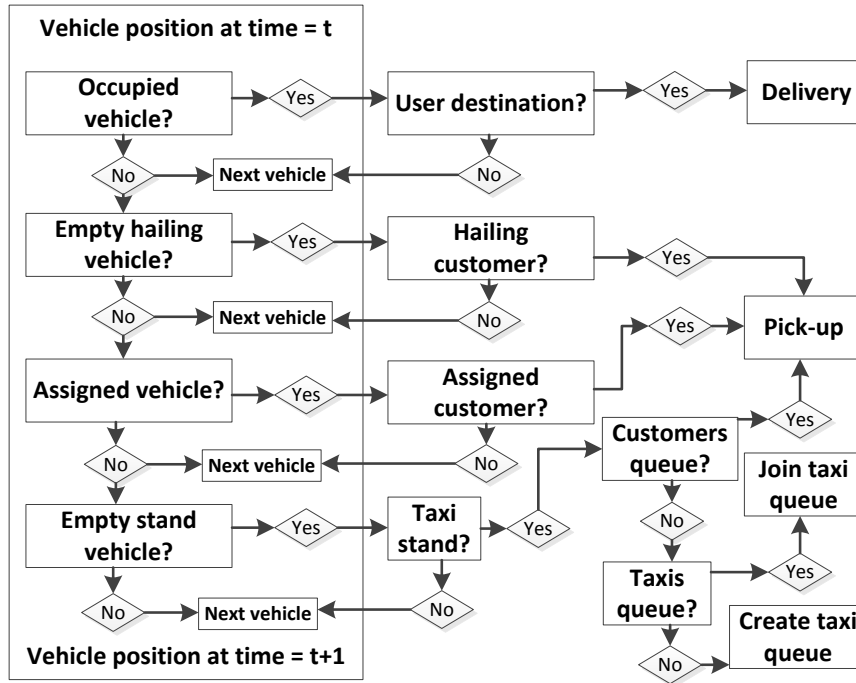 Vehicle position at time = t
Occupied
vehicle?
Yes
User destination?
Yes
Delivery
No
Next vehicle
No
Empty hailing
vehicle?
Yes
Hailing
customer?
Yes
No
Next vehicle
No
Pick-up
Assigned vehicle?
Yes
Assigned
customer?
Yes
No
Next vehicle
No
Customers
queue?
Yes
Empty stand
vehicle?
Yes
Taxi
stand?
Yes
No
Join taxi
queue
No
Next vehicle
No
Taxis
queue?
Yes
No
Create taxi
queue
Vehicle position at time = t+1